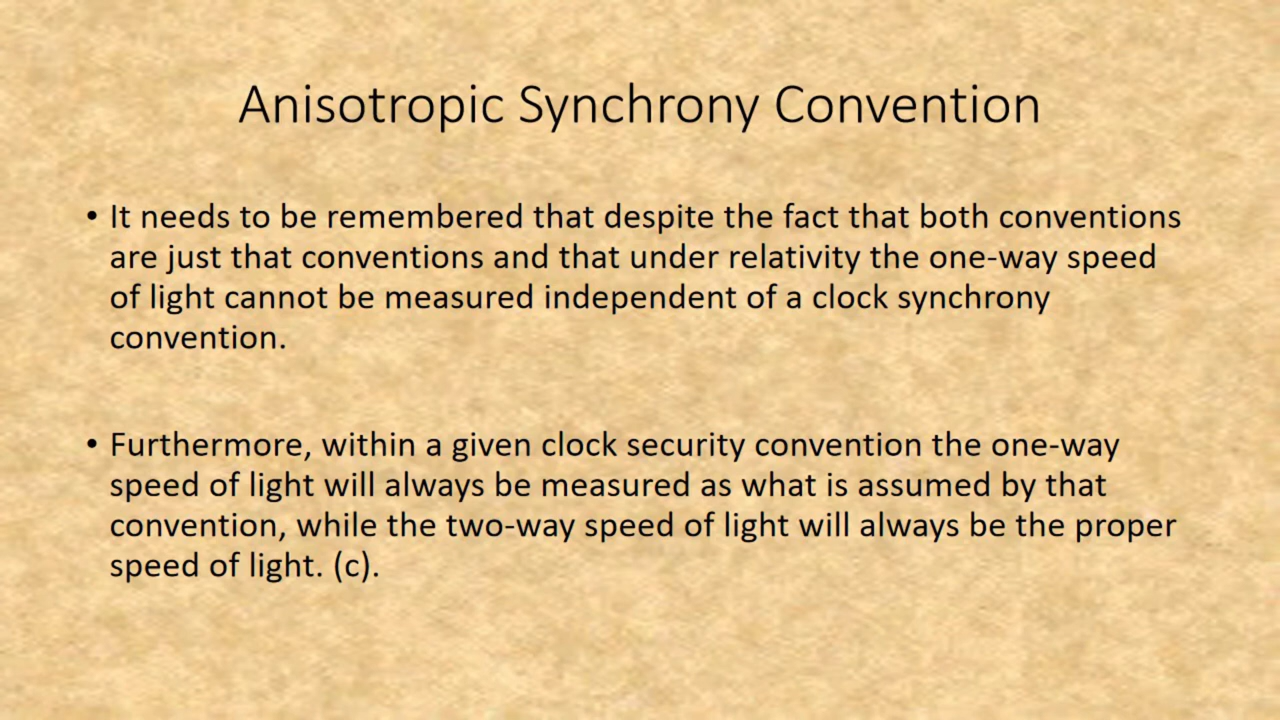 Anisotropic Synchrony Convention
• It needs to be remembered that despite the fact that both conventions
are just that conventions and that under relativity the one-way speed
of light cannot be measured independent of a clock synchrony
convention.
• Furthermore, within a given clock security convention the one-way
speed of light will always be measured as what is assumed by that
convention, while the two-way speed of light will always be the proper
speed of light. (c).